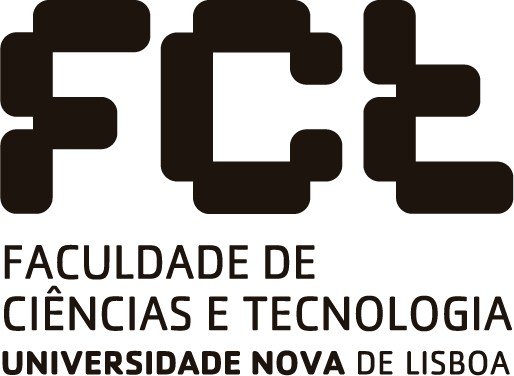 FCt
FACULDADE DE
CIÊNCIAS E TECNOLOGIA
UNIVERSIDADE NOVA DE LISBOA